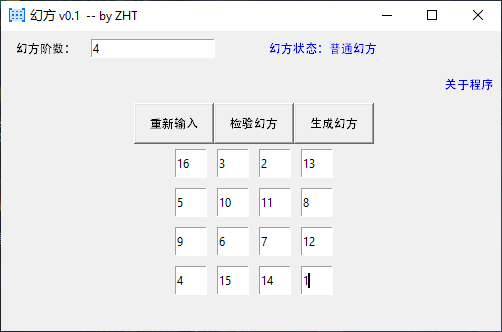 幻方 v0.1 -- by ZHT
幻方阶数： 4 幻方状态：普通幻方
关于程序
重新输入 检验幻方 生成幻方
16 3 2 13
5 10 11 8
9 6 7 12
4 15 14 1